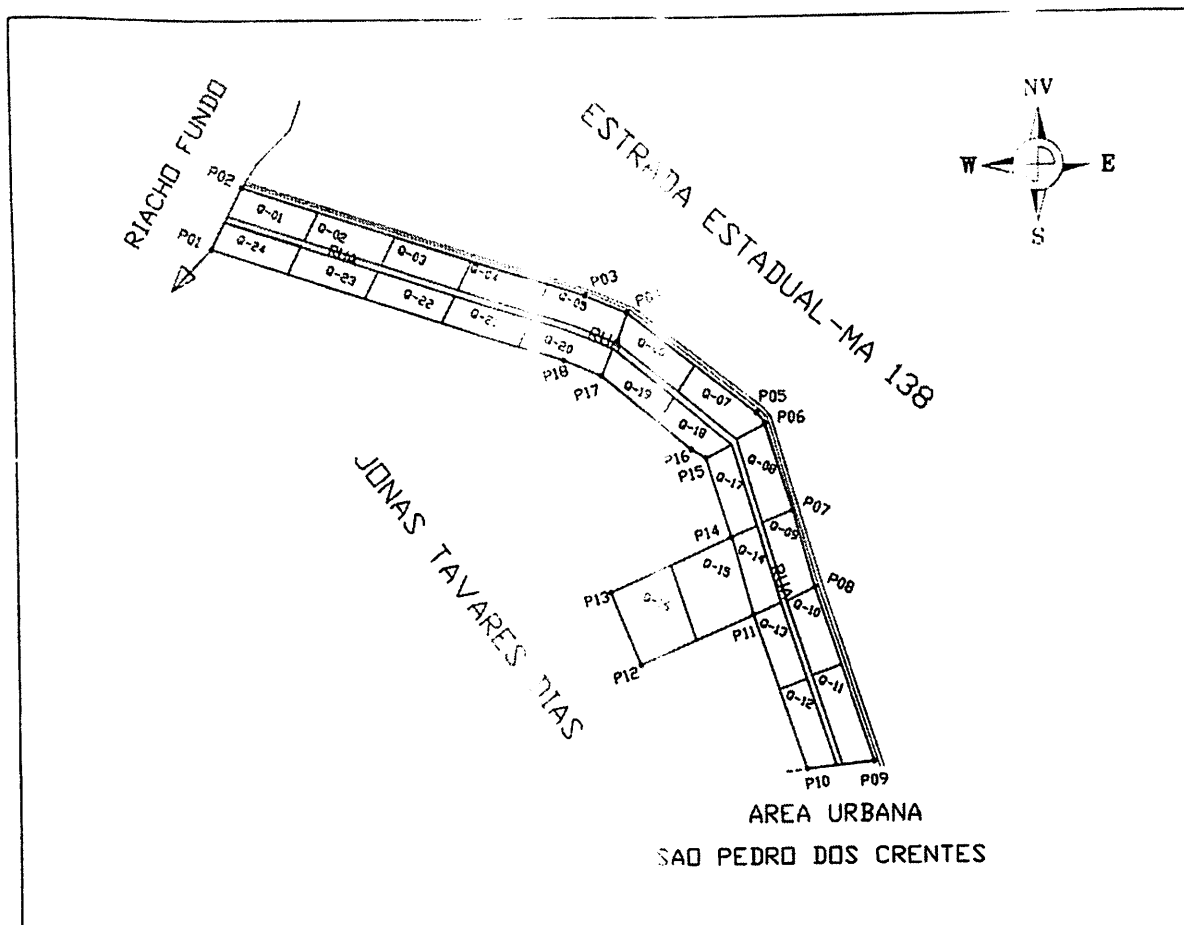 NV
W
E
S
ESTRADA ESTADUAL-MA 138
RIACHO FUNDO
P02
P01
Q-01
Q-02
Q-03
Q-04
Q-05
P03
RUA
Q-24
Q-23
Q-22
Q-20
RUA
P18
P17
Q-19
Q-18
Q-07
P05
P06
P16
P15
Q-17
Q-08
P07
P14
Q-14
Q-09
Q-15
RUA
P08
P13
P12
P11
Q-13
Q-10
Q-12
Q-11
P10
P09
JONAS TAVARES DIAS
AREA URBANA
SAO PEDRO DOS CRENTES